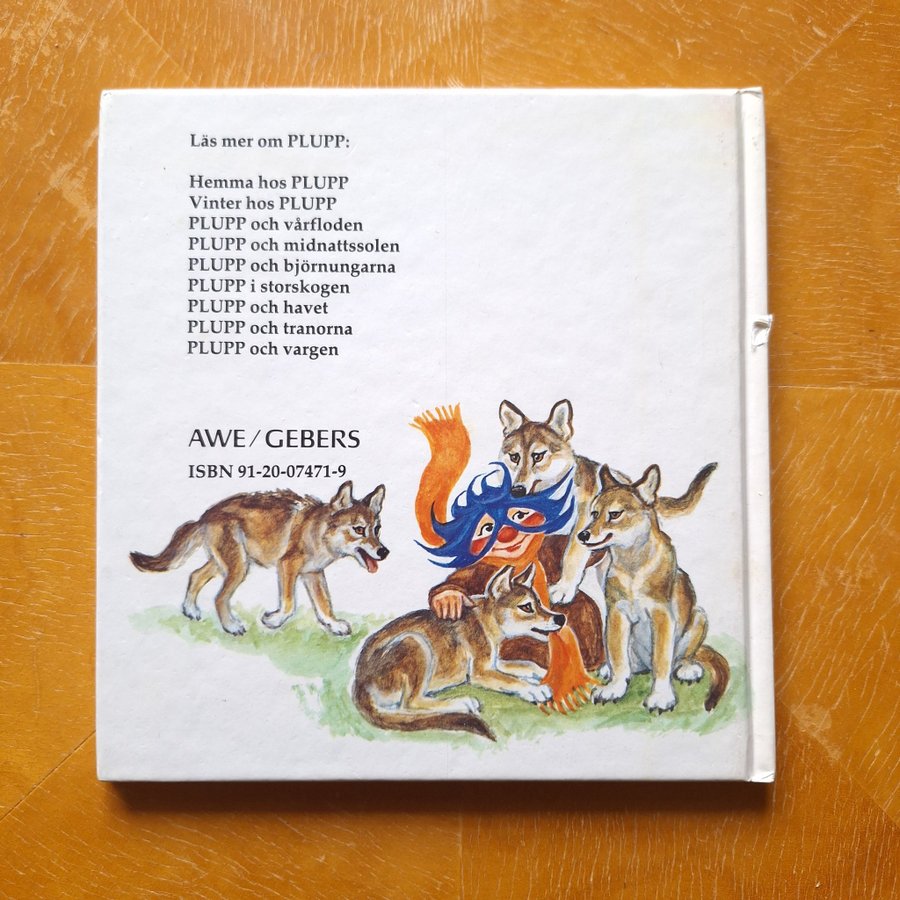 Läs mer om PLUPP:
Hemma hos PLUPP
Vinter hos PLUPP
PLUPP och vårfloden
PLUPP och midnattssolen
PLUPP och björnungarna
PLUPP i storskogen
PLUPP och havet
PLUPP och tranorna
PLUPP och vargen
AWE/GEBERS
ISBN 91-20-07471-9